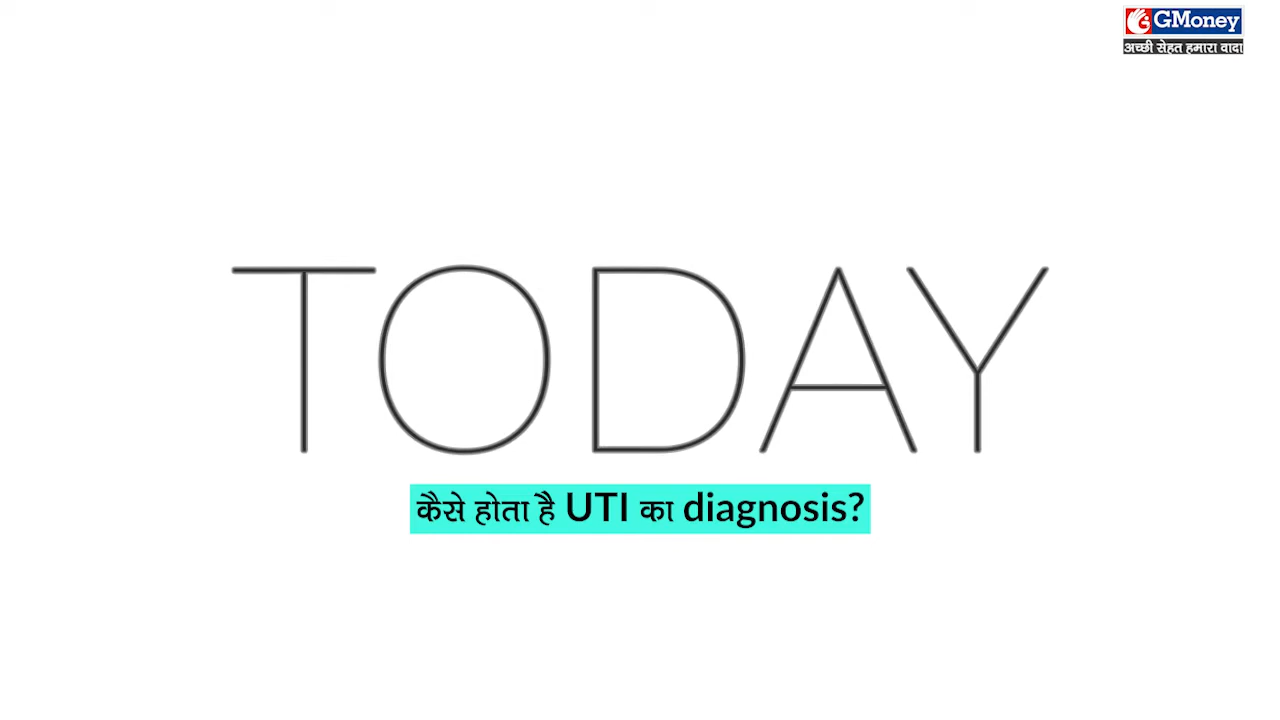 GMoney
अच्छी सेहत हमारा वादा
TODAY
कैसे होता है UTI का diagnosis?